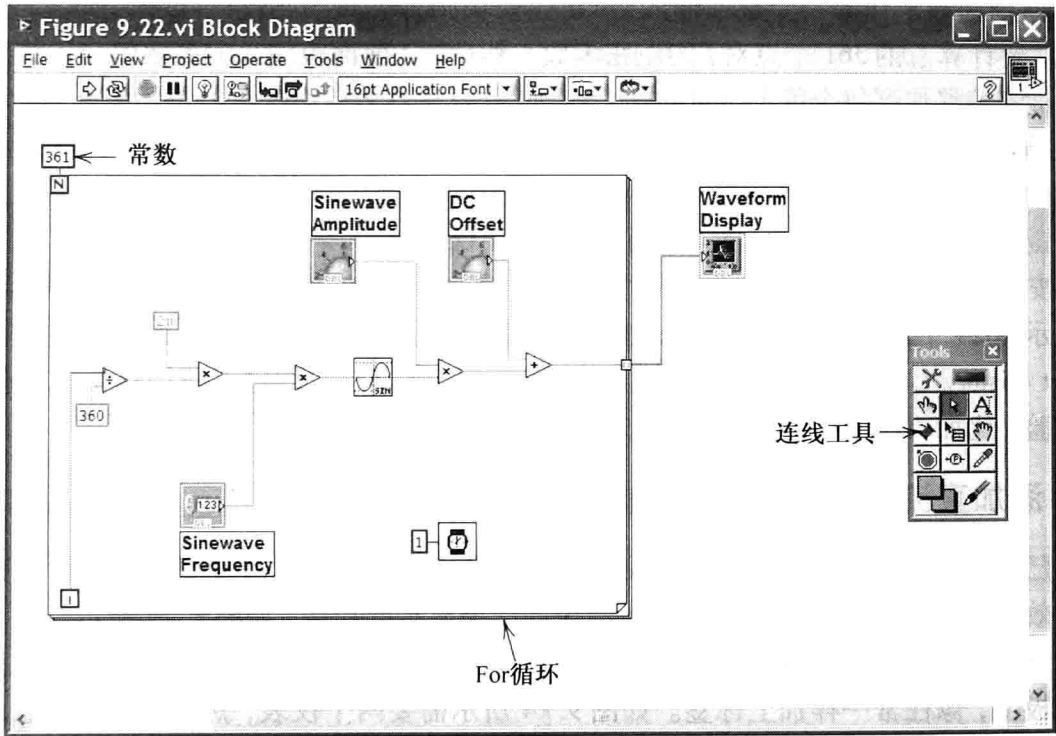 Figure 9.22.vi Block Diagram
File Edit View Project Operate Tools Window Help
16pt Application Font
361
常数
N
Sinewave
Amplitude
DC
Offset
Waveform
Display
÷
×
×
SIN
×
+
360
Tools
连线工具
123
Sinewave
Frequency
1
i
For循环